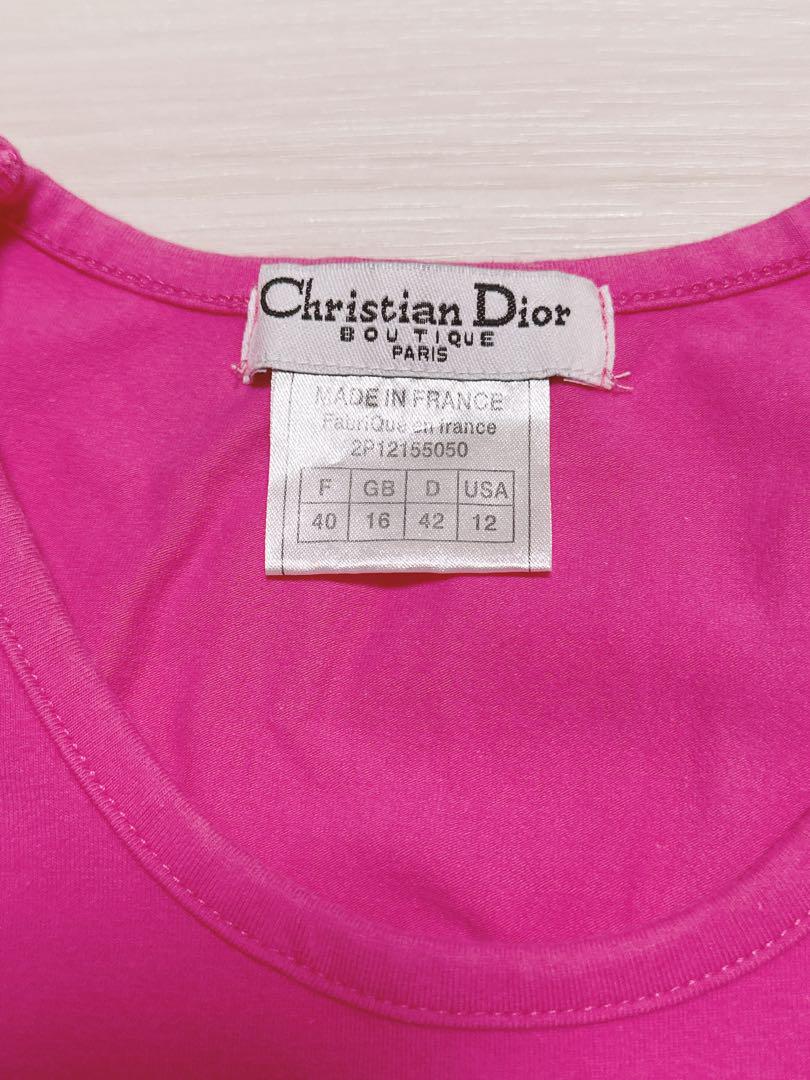 Christian Dior
BOUTIQUE
PARIS
MADE IN FRANCE
FabriQue en france
2P12155050
F GB D USA
40 16 42 12